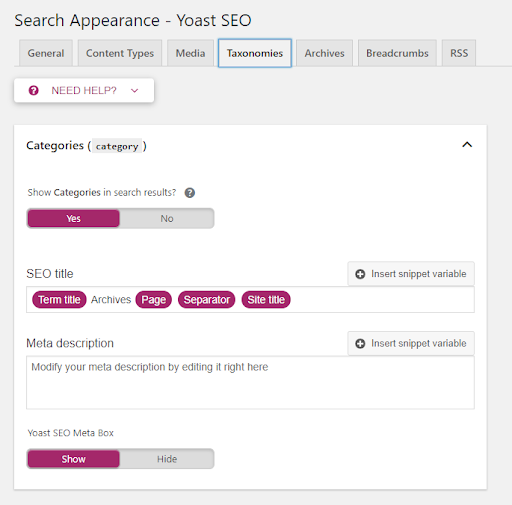 Search Appearance - Yoast SEO
General Content Types Media Taxonomies Archives Breadcrumbs RSS
NEED HELP?
Categories (category)
Show Categories in search results?
Yes No
SEO title Insert snippet variable
Term title Archives Page Separator Site title
Meta description Insert snippet variable
Modify your meta description by editing it right here
Yoast SEO Meta Box
Show Hide